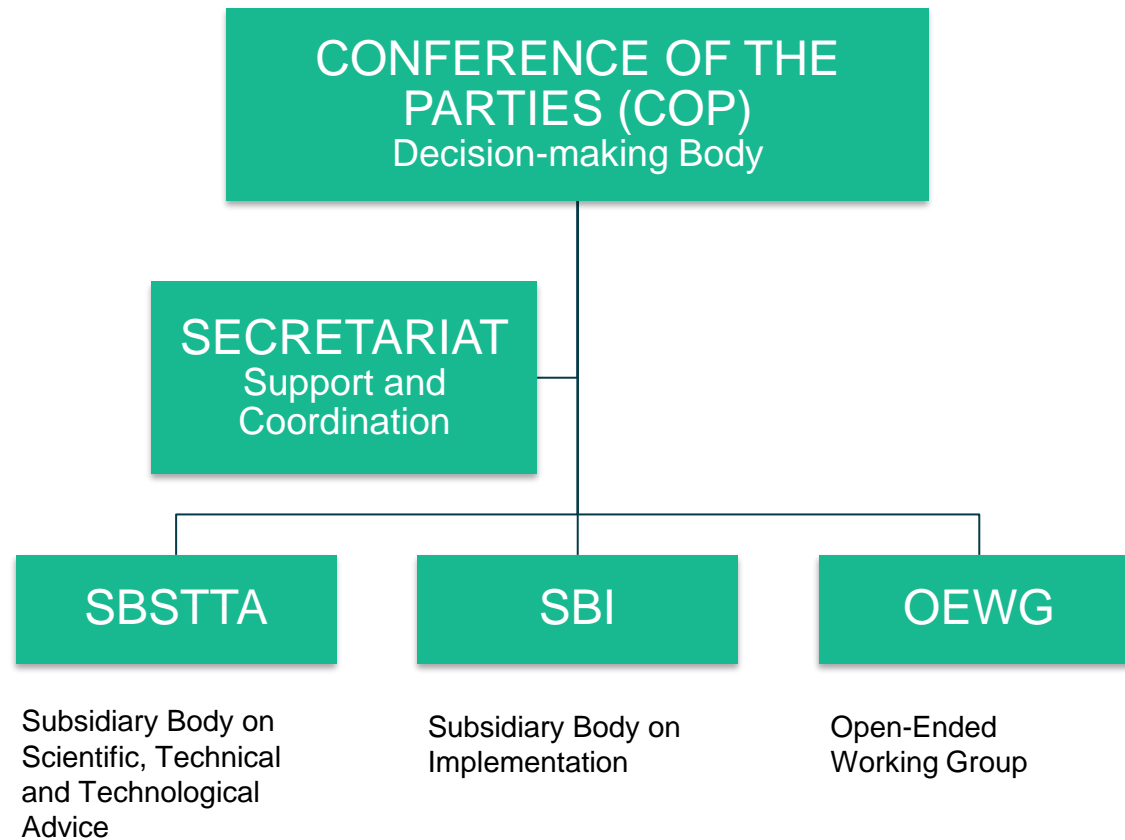 CONFERENCE OF THE
PARTIES (COP)
Decision-making Body
SECRETARIAT
Support and
Coordination
SBSTTA
SBI
OEWG
Subsidiary Body on
Scientific, Technical
and Technological
Advice
Subsidiary Body on
Implementation
Open-Ended
Working Group